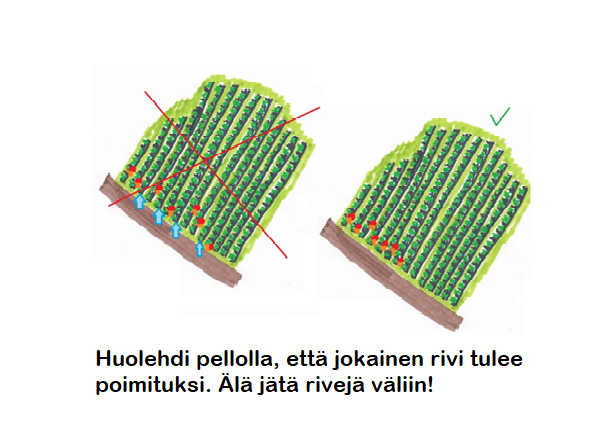 Huolehdi pellolla, että jokainen rivi tulee
poimituksi. Älä jätä rivejä väliin!